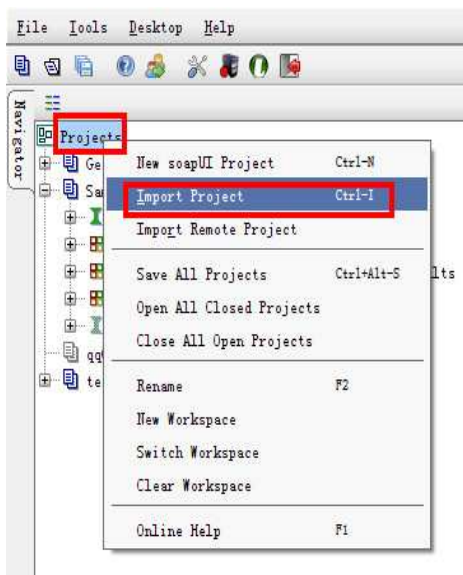 File Tools Desktop Help
Navigator
Projects
Ge
New soapUI Project Ctrl-N
Sa
Import Project Ctrl-I
Import Remote Project
Save All Projects Ctrl+Alt-S
lts
Open All Closed Projects
Close All Open Projects
qq
te
Rename F2
New Workspace
Switch Workspace
Clear Workspace
Online Help F1